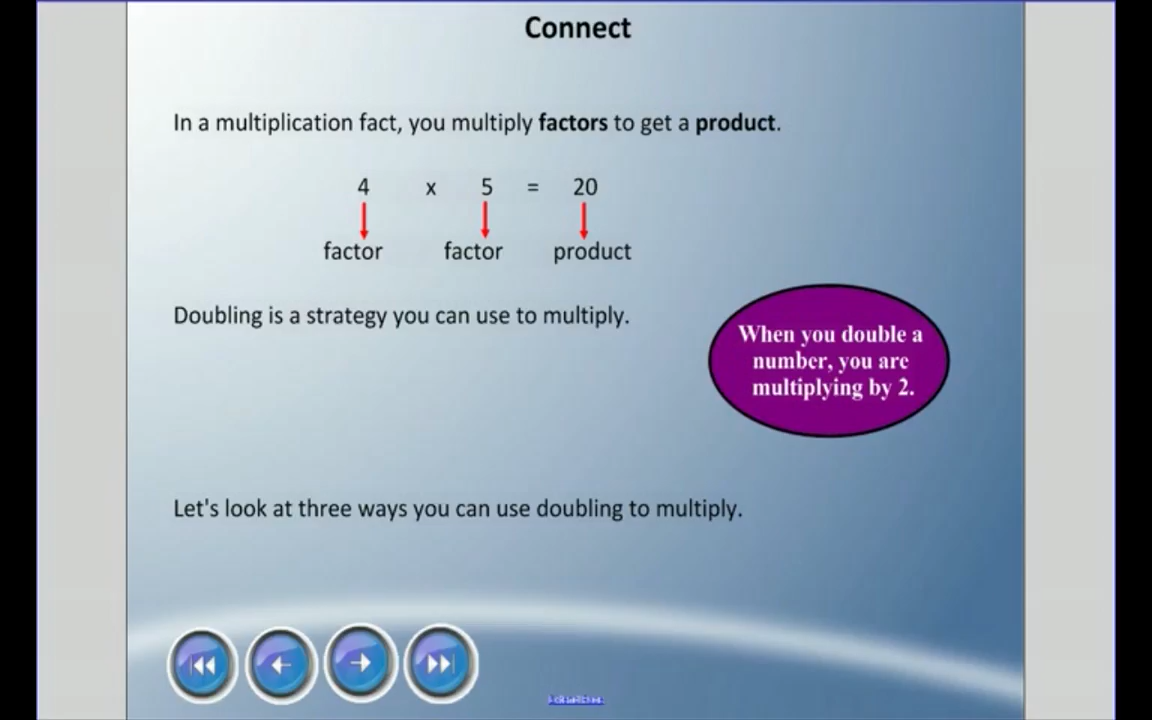 Connect
In a multiplication fact, you multiply factors to get a product.
4 x 5 = 20
factor factor product
Doubling is a strategy you can use to multiply.
When you double a
number, you are
multiplying by 2.
Let's look at three ways you can use doubling to multiply.